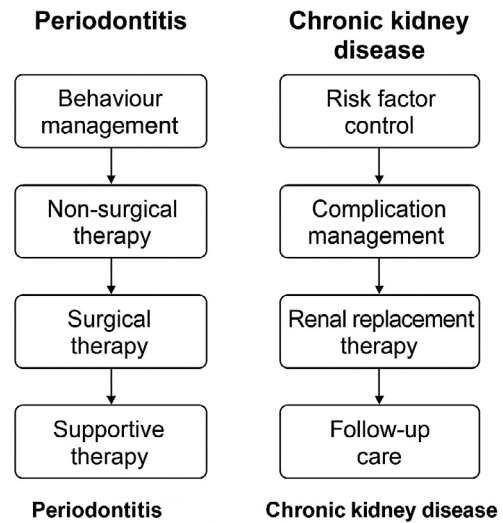 Periodontitis
Behaviour
management
Non-surgical
therapy
Surgical
therapy
Supportive
therapy
Periodontitis
Chronic kidney
disease
Risk factor
control
Complication
management
Renal replacement
therapy
Follow-up
care
Chronic kidney disease